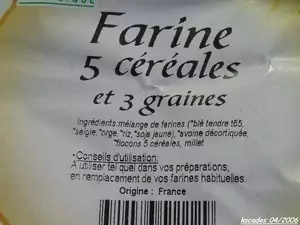 Farine
5 céréales
et 3 graines
Ingrédients:mélange de farines (*blé tendre t65,
*seigle, *orge, *riz, *soja jaune), *avoine décortiquée,
*flocons 5 céréales, millet
•Conseils d'utilisation:
A utiliser tel quel dans vos préparations,
en remplacement de vos farines habituelles.
Origine : France
kscades 04/2006